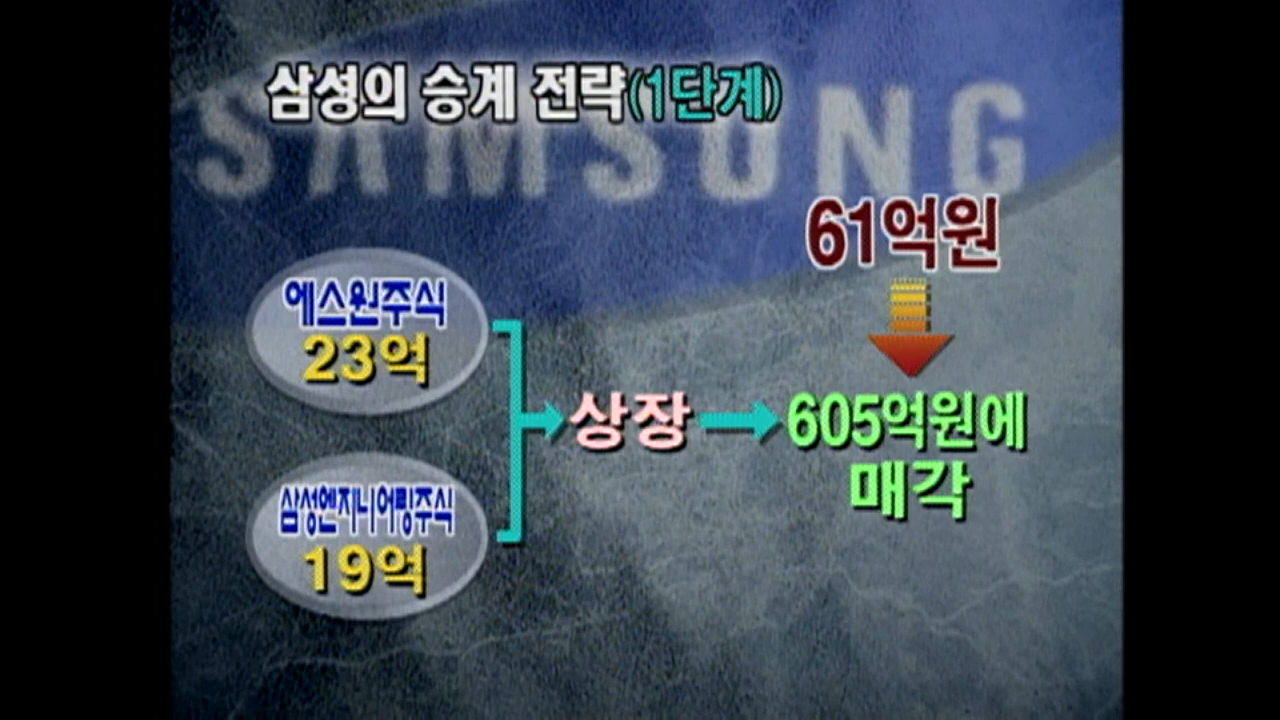 삼성의 승계 전략(1단계)
SAMSUNG
61억원
에스원주식
23억
삼성엔지니어링주식
19억
상장
605억원에
매각